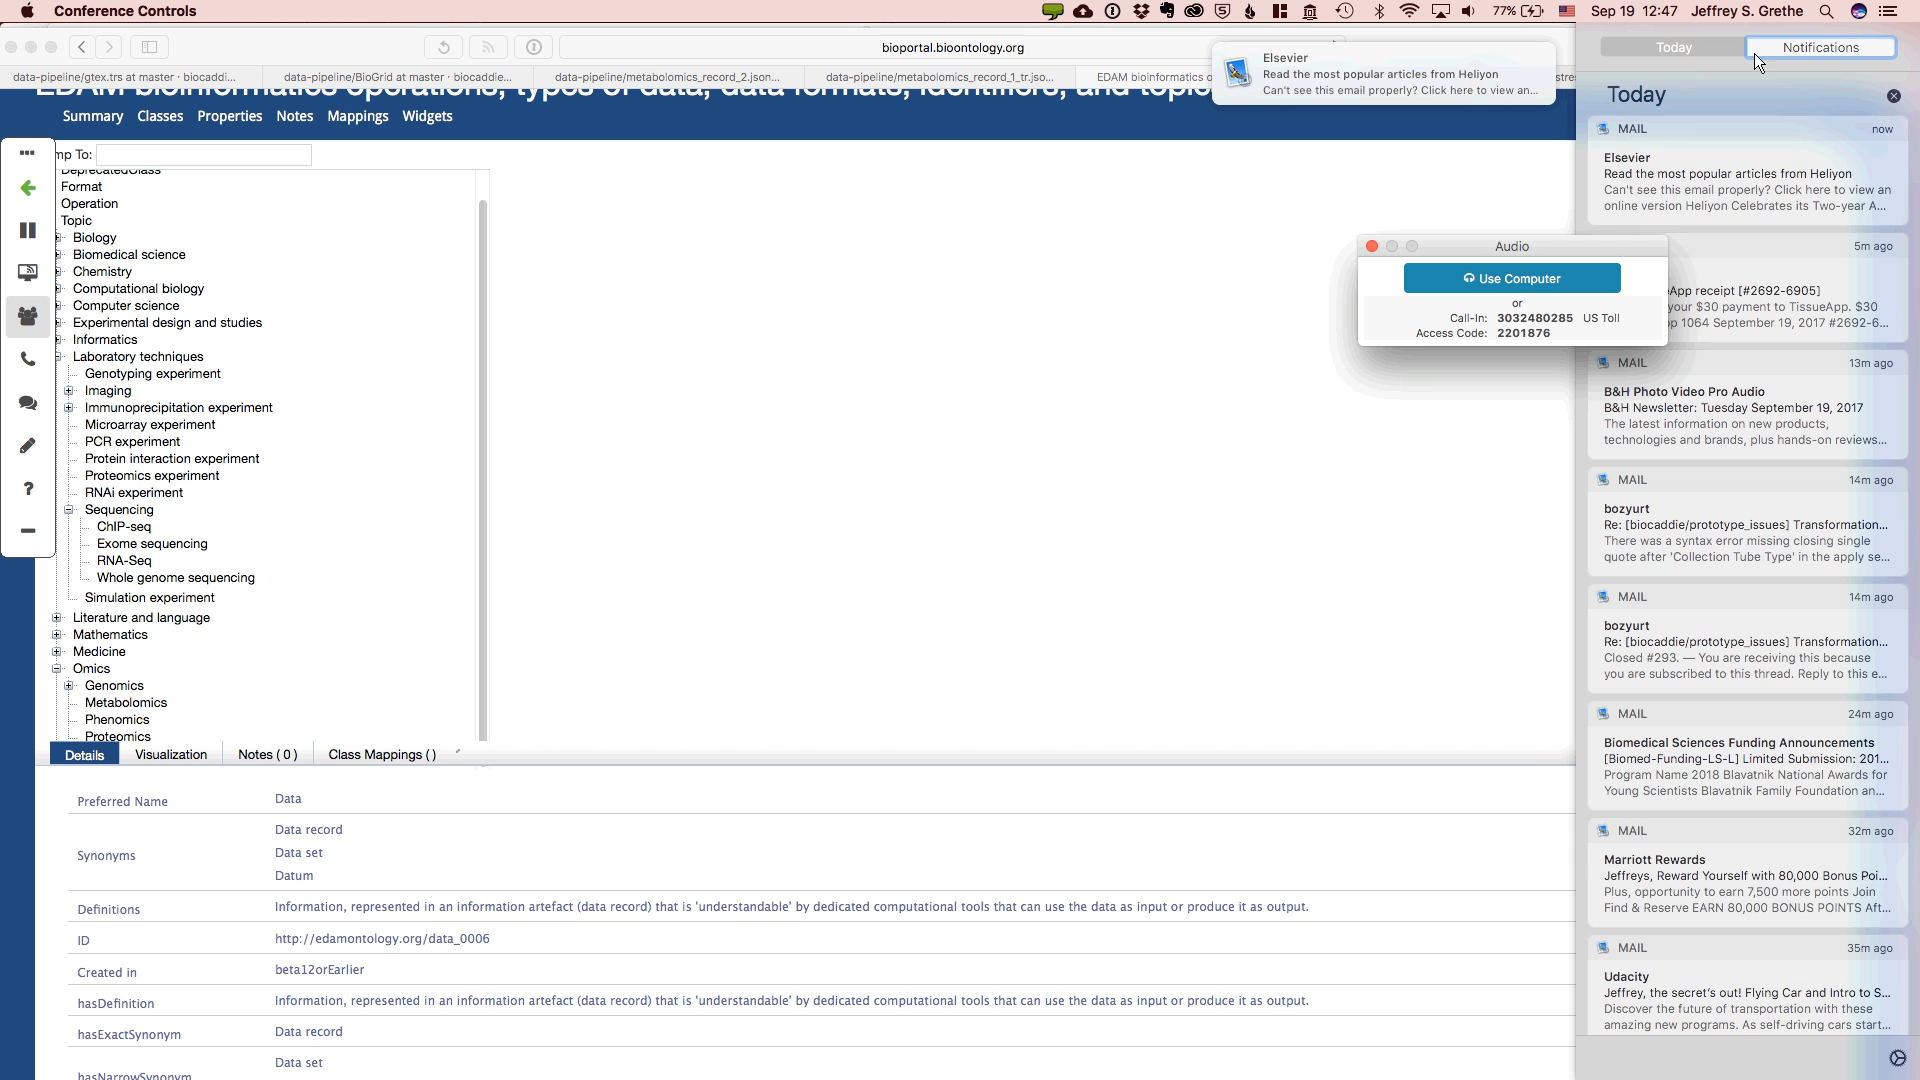 Conference Controls
77%
Sep 19 12:47 Jeffrey S. Grethe
bioportal.bioontology.org
data-pipeline/gtex.trs at master · biocaddi...
data-pipeline/BioGrid at master · biocaddie...
data-pipeline/metabolomics_record_2.json...
data-pipeline/metabolomics_record_1_tr.jso...
EDAM bioinformatics o
EDAM bioinformatics operations, types of data, data formats, identifiers, and topic
Summary Classes Properties Notes Mappings Widgets
mp To:
DeprecatedClass
Format
Operation
Topic
Biology
Biomedical science
Chemistry
Computational biology
Computer science
Experimental design and studies
Informatics
Laboratory techniques
Genotyping experiment
Imaging
Immunoprecipitation experiment
Microarray experiment
PCR experiment
Protein interaction experiment
Proteomics experiment
RNAi experiment
Sequencing
ChIP-seq
Exome sequencing
RNA-Seq
Whole genome sequencing
Simulation experiment
Literature and language
Mathematics
Medicine
Omics
Genomics
Metabolomics
Phenomics
Proteomics
Details Visualization Notes ( 0 ) Class Mappings ( )
Preferred Name Data
Synonyms
Data record
Data set
Datum
Definitions Information, represented in an information artefact (data record) that is 'understandable' by dedicated computational tools that can use the data as input or produce it as output.
ID http://edamontology.org/data_0006
Created in beta12orEarlier
hasDefinition Information, represented in an information artefact (data record) that is 'understandable' by dedicated computational tools that can use the data as input or produce it as output.
hasExactSynonym Data record
hasNarrowSynonym Data set
Elsevier
Read the most popular articles from Heliyon
Can't see this email properly? Click here to view an...
Audio
Use Computer
or
Call-In: 3032480285 US Toll
Access Code: 2201876
Today Notifications
Today
MAIL now
Elsevier
Read the most popular articles from Heliyon
Can't see this email properly? Click here to view an
online version Heliyon Celebrates its Two-year A...
5m ago
App receipt [#2692-6905]
your $30 payment to TissueApp. $30
p 1064 September 19, 2017 #2692-6...
MAIL 13m ago
B&H Photo Video Pro Audio
B&H Newsletter: Tuesday September 19, 2017
The latest information on new products,
technologies and brands, plus hands-on reviews...
MAIL 14m ago
bozyurt
Re: [biocaddie/prototype_issues] Transformation...
There was a syntax error missing closing single
quote after 'Collection Tube Type' in the apply se...
MAIL 14m ago
bozyurt
Re: [biocaddie/prototype_issues] Transformation...
Closed #293. — You are receiving this because
you are subscribed to this thread. Reply to this e...
MAIL 24m ago
Biomedical Sciences Funding Announcements
[Biomed-Funding-LS-L] Limited Submission: 201...
Program Name 2018 Blavatnik National Awards for
Young Scientists Blavatnik Family Foundation an...
MAIL 32m ago
Marriott Rewards
Jeffreys, Reward Yourself with 80,000 Bonus Poi...
Plus, opportunity to earn 7,500 more points Join
Find & Reserve EARN 80,000 BONUS POINTS Aft...
MAIL 35m ago
Udacity
Jeffrey, the secret's out! Flying Car and Intro to S...
Discover the future of transportation with these
amazing new programs. As self-driving cars start...